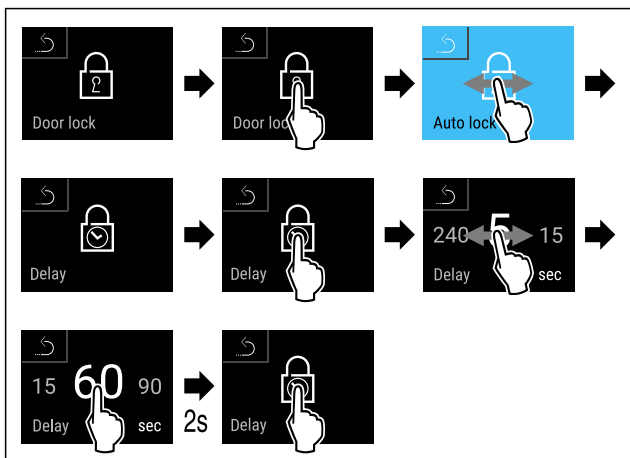 Door lock
Door loc
Auto lock
Delay
Delay
240 5 15
Delay sec
15 60 90
Delay sec
2s
Delay